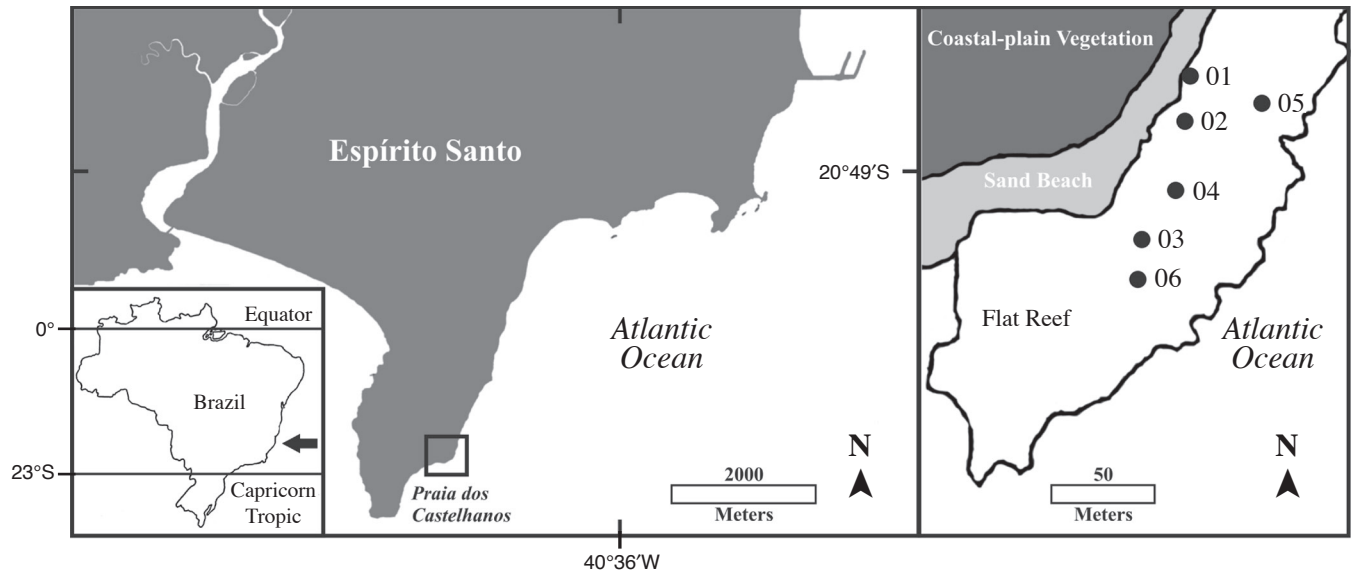 Espírito Santo
20°49′S
Atlantic
Ocean
N
2000
Meters
Praia dos
Castelhanos
40°36′W
0°
Equator
Brazil
23°S
Capricorn
Tropic
Coastal-plain Vegetation
01
05
02
Sand Beach
04
03
06
Flat Reef
Atlantic
Ocean
N
50
Meters